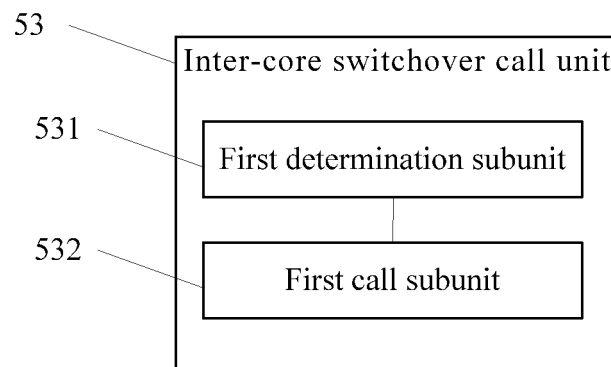 53
Inter-core switchover call unit
531
First determination subunit
532
First call subunit